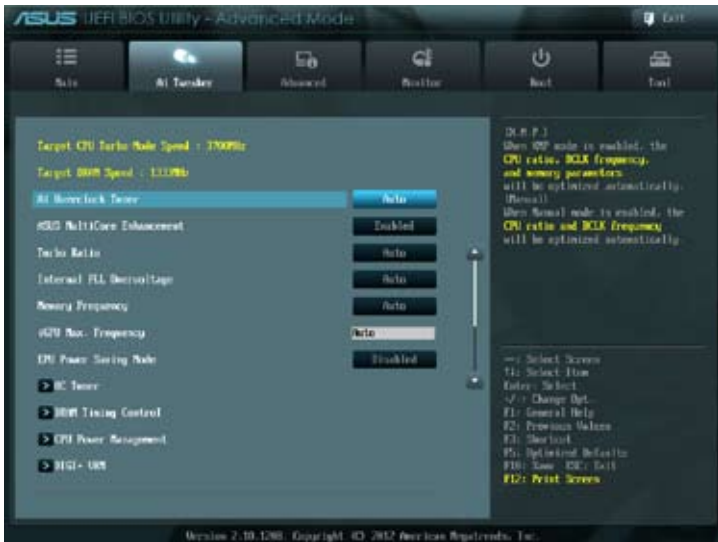 ASUS UEFI BIOS Utility - Advanced Mode
Exit
Main
Ai Tweaker
Advanced
Monitor
Boot
Tool
Target CPU Turbo Mode Speed : 3700MHz
Target DRAM Speed : 1333MHz
Ai Overclock Tuner Auto
ASUS MultiCore Enhancement Enabled
Turbo Ratio Auto
Internal PLL Overvoltage Auto
Memory Frequency Auto
iGPU Max. Frequency Auto
EPU Power Saving Mode Disabled
> OC Tuner
> DRAM Timing Control
> CPU Power Management
> DIGI+ VRM
[X.M.P.]
When XMP mode is enabled, the
CPU ratio, BCLK frequency,
and memory parameters
will be optimized automatically.
[Manual]
When Manual mode is enabled, the
CPU ratio and BCLK frequency
will be optimized automatically.
: Select Screen
: Select Item
Enter: Select
+/-: Change Opt.
F1: General Help
F2: Previous Values
F3: Shortcut
F5: Optimized Defaults
F10: Save ESC: Exit
F12: Print Screen
Version 2.10.1208. Copyright (C) 2012 American Megatrends, Inc.